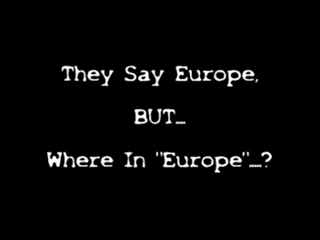 They Say Europe,
BUT....
Where In "Europe"....?